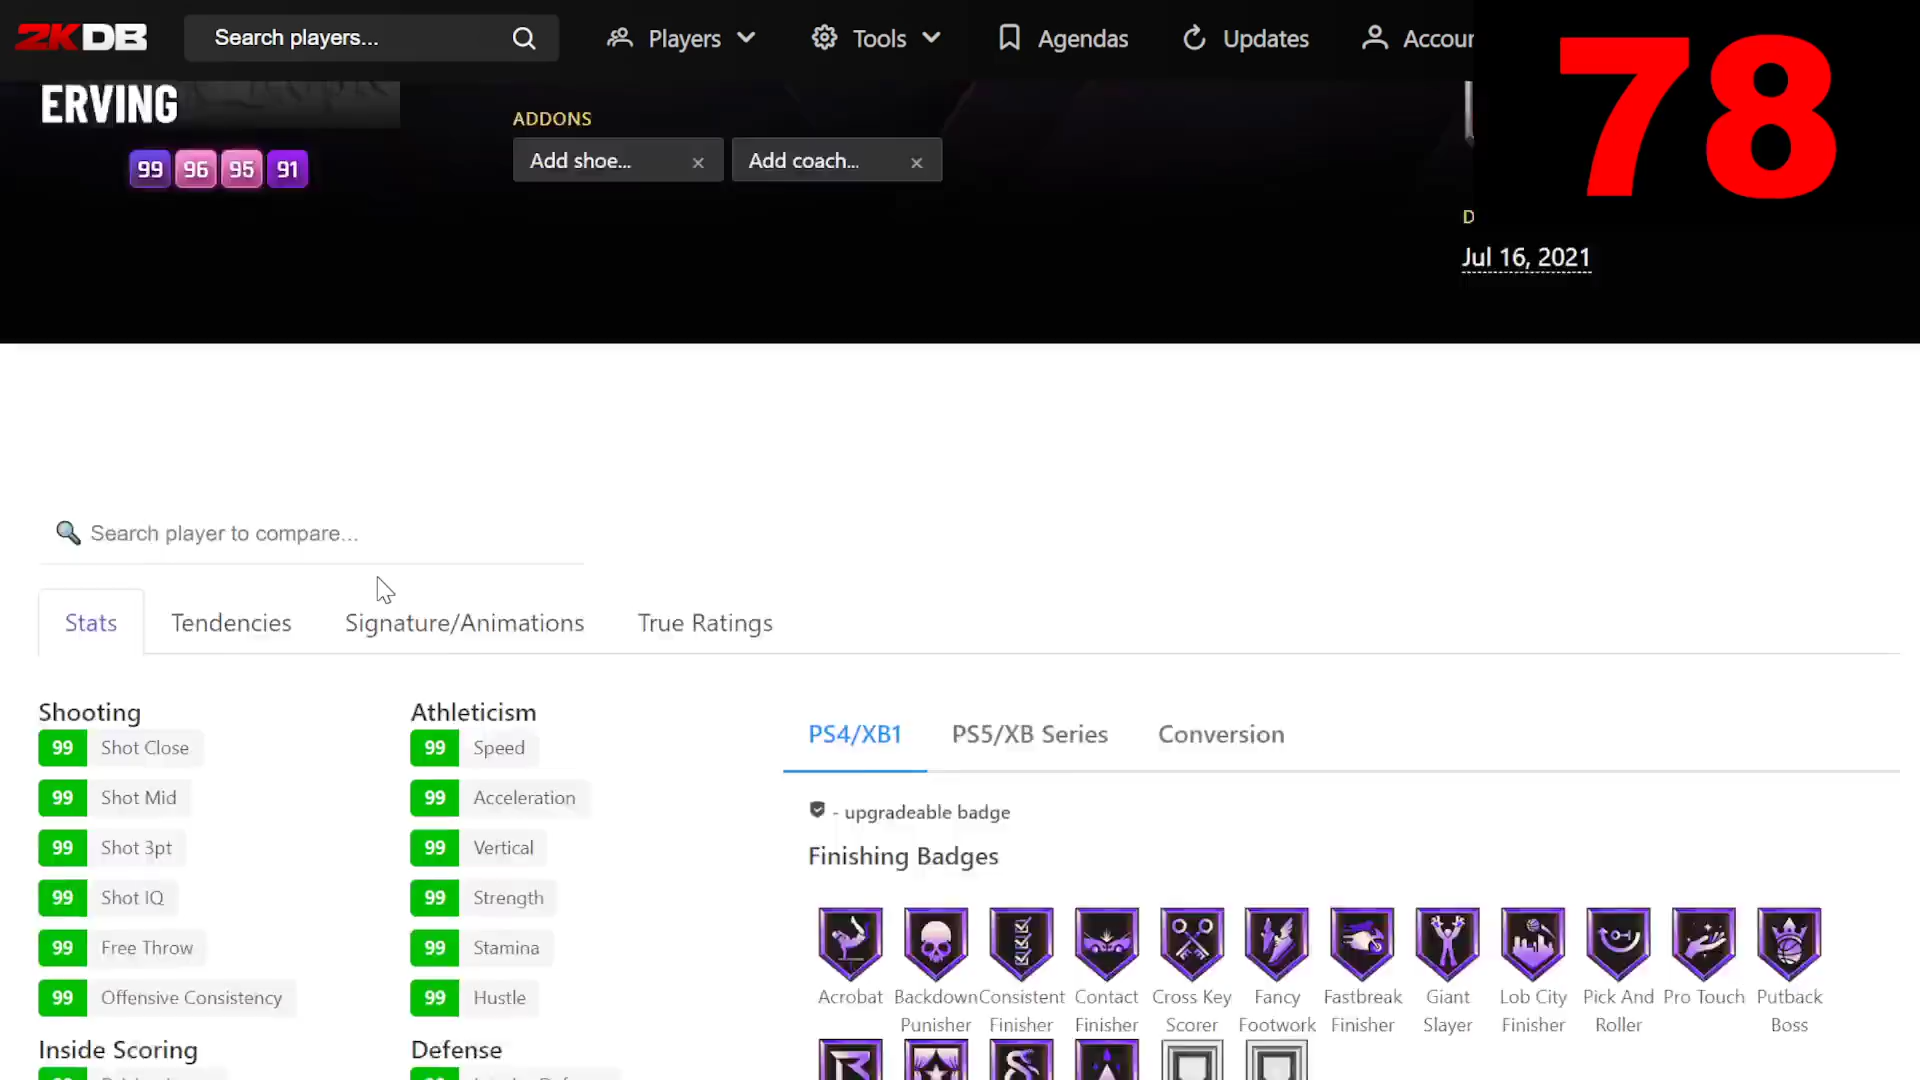 2KDB
Search players...
Players
Tools
Agendas
Updates
Accoun
78
ERVING
99 96 95 91
ADDONS
Add shoe... ×
Add coach... ×
D
Jul 16, 2021
Search player to compare...
Stats
Tendencies
Signature/Animations
True Ratings
Shooting
99 Shot Close
99 Shot Mid
99 Shot 3pt
99 Shot IQ
99 Free Throw
99 Offensive Consistency
Inside Scoring
Athleticism
99 Speed
99 Acceleration
99 Vertical
99 Strength
99 Stamina
99 Hustle
Defense
PS4/XB1
PS5/XB Series
Conversion
- upgradeable badge
Finishing Badges
Acrobat
Backdown
Punisher
Consistent
Finisher
Contact
Finisher
Cross Key
Scorer
Fancy
Footwork
Fastbreak
Finisher
Giant
Slayer
Lob City
Finisher
Pick And
Roller
Pro Touch
Putback
Boss